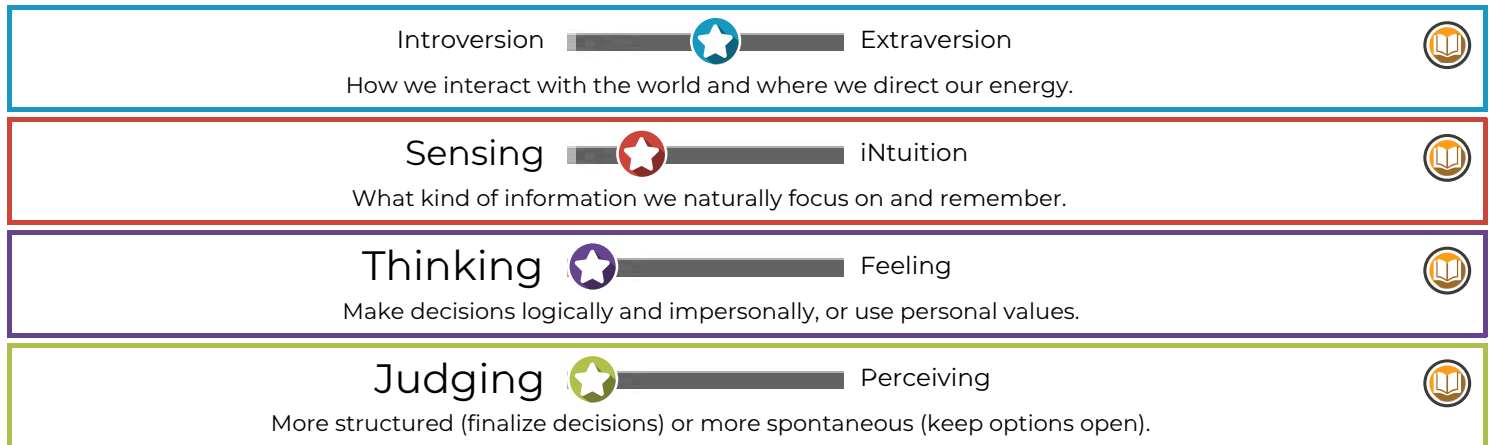 Introversion Extraversion
How we interact with the world and where we direct our energy.
Sensing iNtuition
What kind of information we naturally focus on and remember.
Thinking Feeling
Make decisions logically and impersonally, or use personal values.
Judging Perceiving
More structured (finalize decisions) or more spontaneous (keep options open).